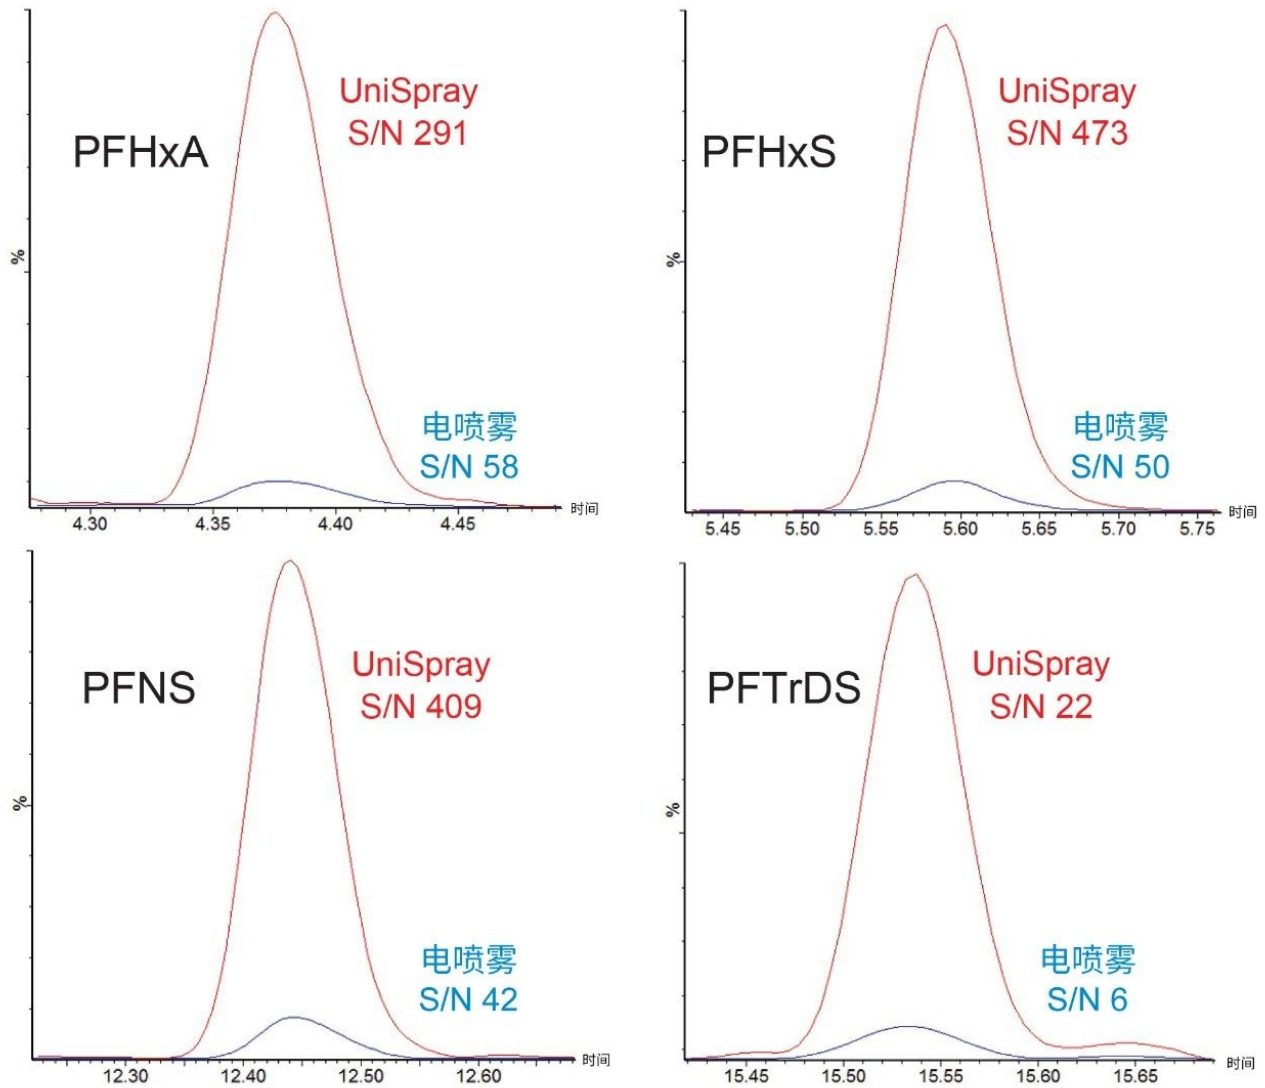 PFHxA
UniSpray
S/N 291
电喷雾
S/N 58
%
4.30 4.35 4.40 4.45 时间
PFHxS
UniSpray
S/N 473
电喷雾
S/N 50
%
5.45 5.50 5.55 5.60 5.65 5.70 5.75 时间
PFNS
UniSpray
S/N 409
电喷雾
S/N 42
%
12.30 12.40 12.50 12.60 时间
PFTrDS
UniSpray
S/N 22
电喷雾
S/N 6
%
15.45 15.50 15.55 15.60 15.65 时间